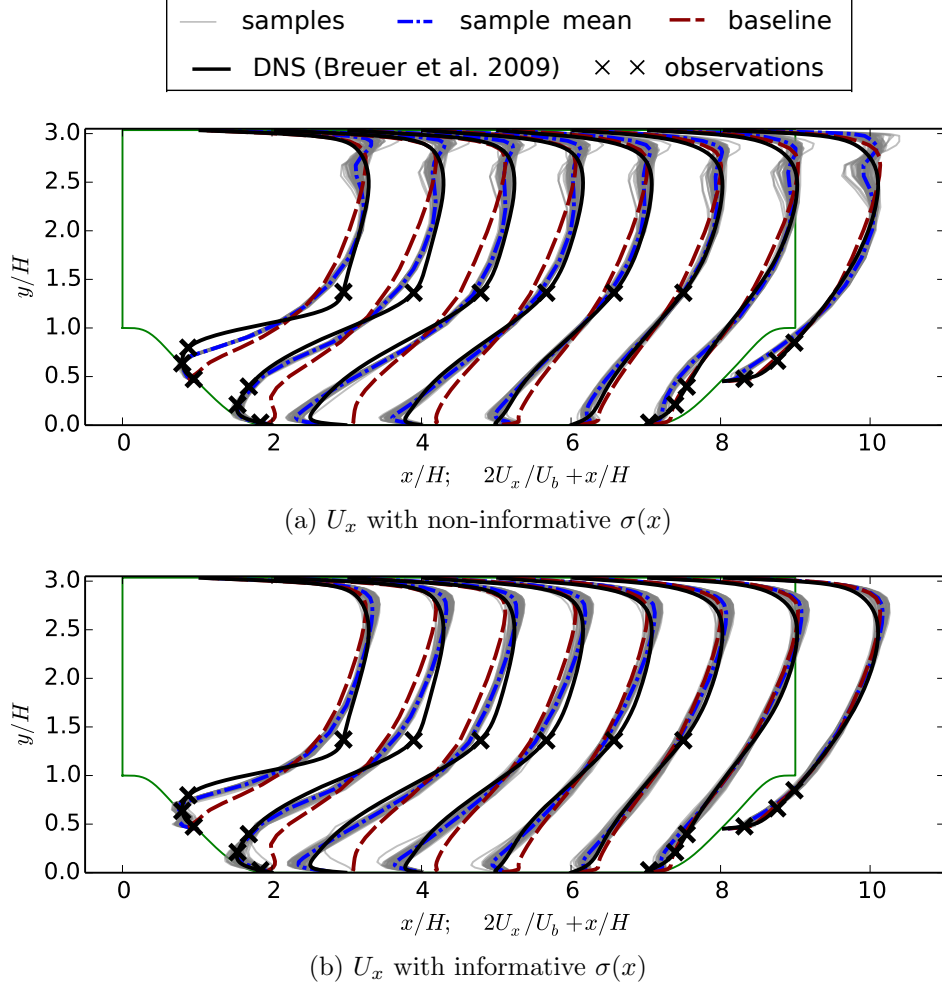 samples sample mean baseline
DNS (Breuer et al. 2009) × × observations
3.0
2.5
2.0
1.5
1.0
0.5
0.0
y/H
0 2 4 6 8 10
x/H; 2U_x/U_b + x/H
(a) U_x with non-informative σ(x)
3.0
2.5
2.0
1.5
1.0
0.5
0.0
y/H
0 2 4 6 8 10
x/H; 2U_x/U_b + x/H
(b) U_x with informative σ(x)